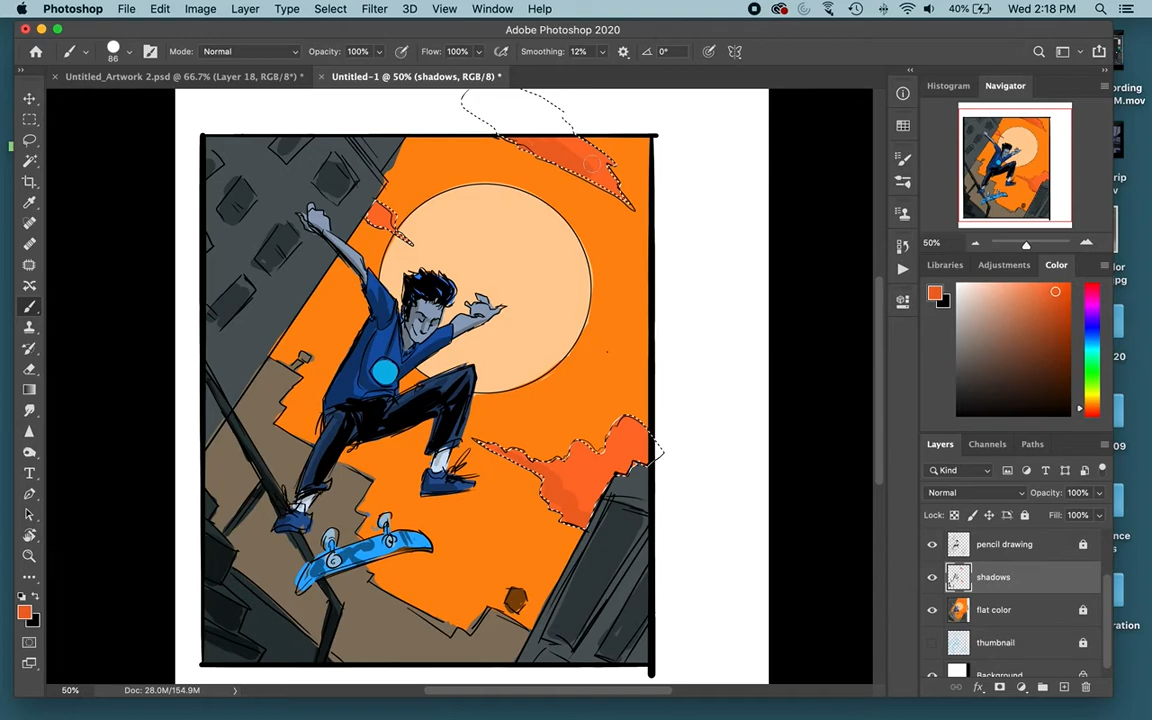 Photoshop File Edit Image Layer Type Select Filter 3D View Window Help 40% Wed 2:18 PM
Adobe Photoshop 2020
86 Mode: Normal Opacity: 100% Flow: 100% Smoothing: 12% 0°
× Untitled_Artwork 2.psd @ 66.7% (Layer 18, RGB/8*) * × Untitled-1 @ 50% (shadows, RGB/8) *
Histogram Navigator
50%
Libraries Adjustments Color
Layers Channels Paths
Kind
Normal Opacity: 100%
Lock: Fill: 100%
pencil drawing
shadows
flat color
thumbnail
Background
50% Doc: 28.0M/154.9M